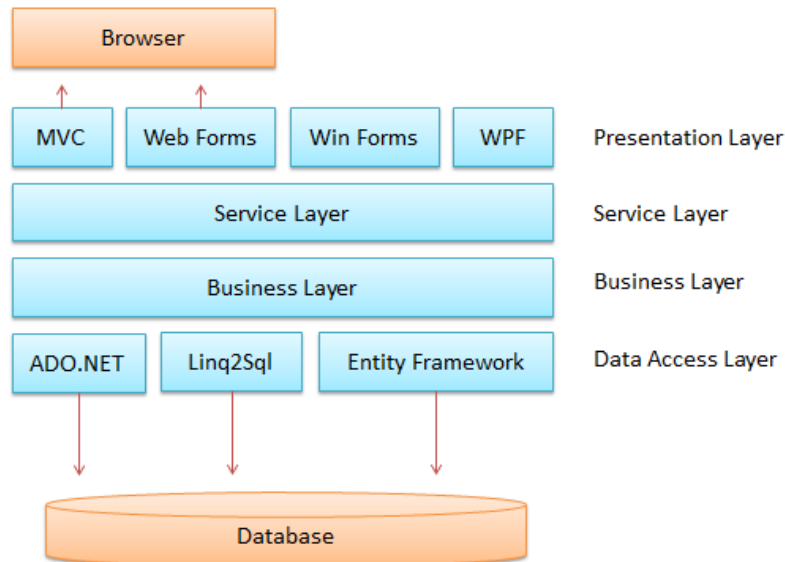 Browser
MVC Web Forms Win Forms WPF Presentation Layer
Service Layer Service Layer
Business Layer Business Layer
ADO.NET Linq2Sql Entity Framework Data Access Layer
Database